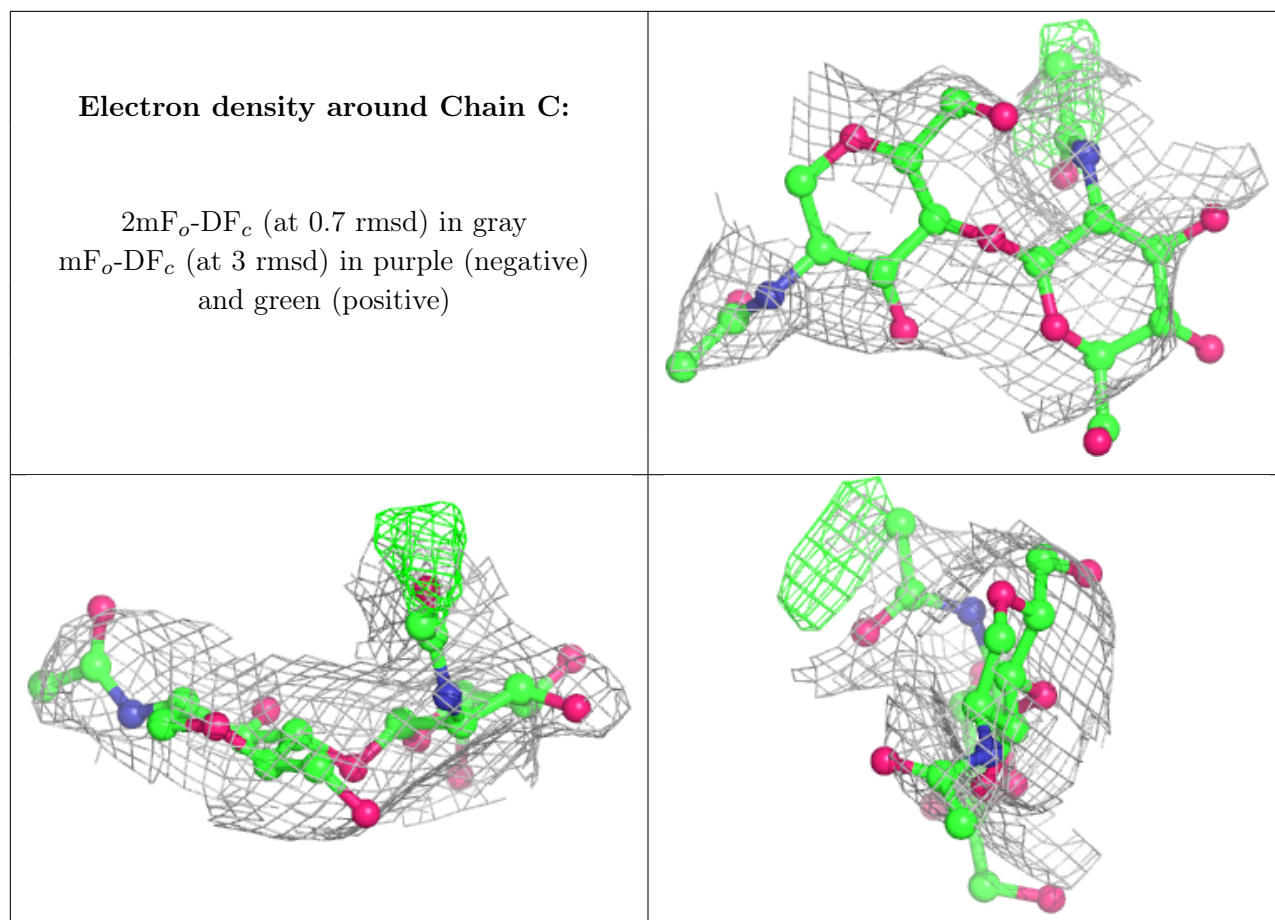 Electron density around Chain C:
2mFo-DFc (at 0.7 rmsd) in gray
mFo-DFc (at 3 rmsd) in purple (negative)
and green (positive)